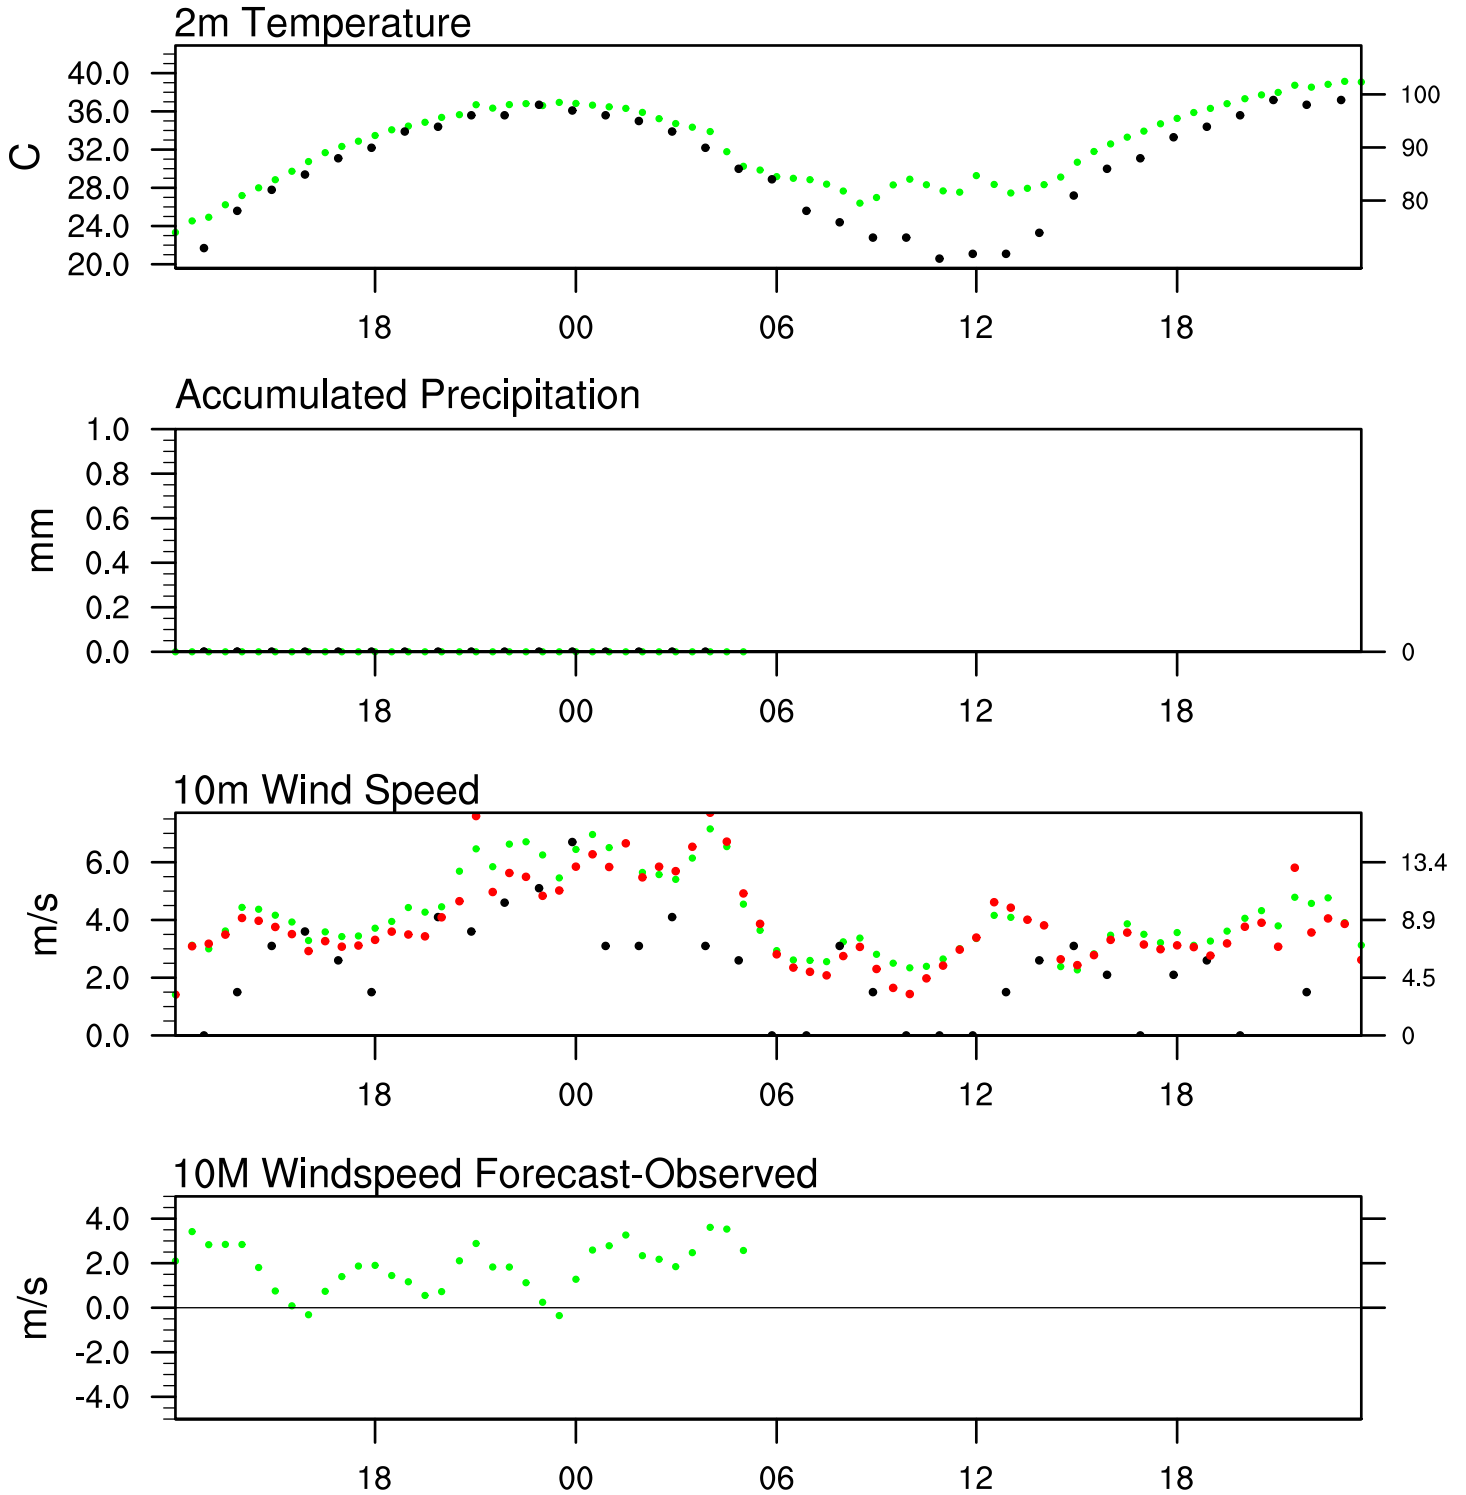 2m Temperature
40.0
36.0
32.0
28.0
24.0
20.0
C
100
90
80
18 00 06 12 18
Accumulated Precipitation
1.0
0.8
0.6
0.4
0.2
0.0
mm
0
18 00 06 12 18
10m Wind Speed
6.0
4.0
2.0
0.0
m/s
13.4
8.9
4.5
0
18 00 06 12 18
10M Windspeed Forecast-Observed
4.0
2.0
0.0
-2.0
-4.0
m/s
18 00 06 12 18